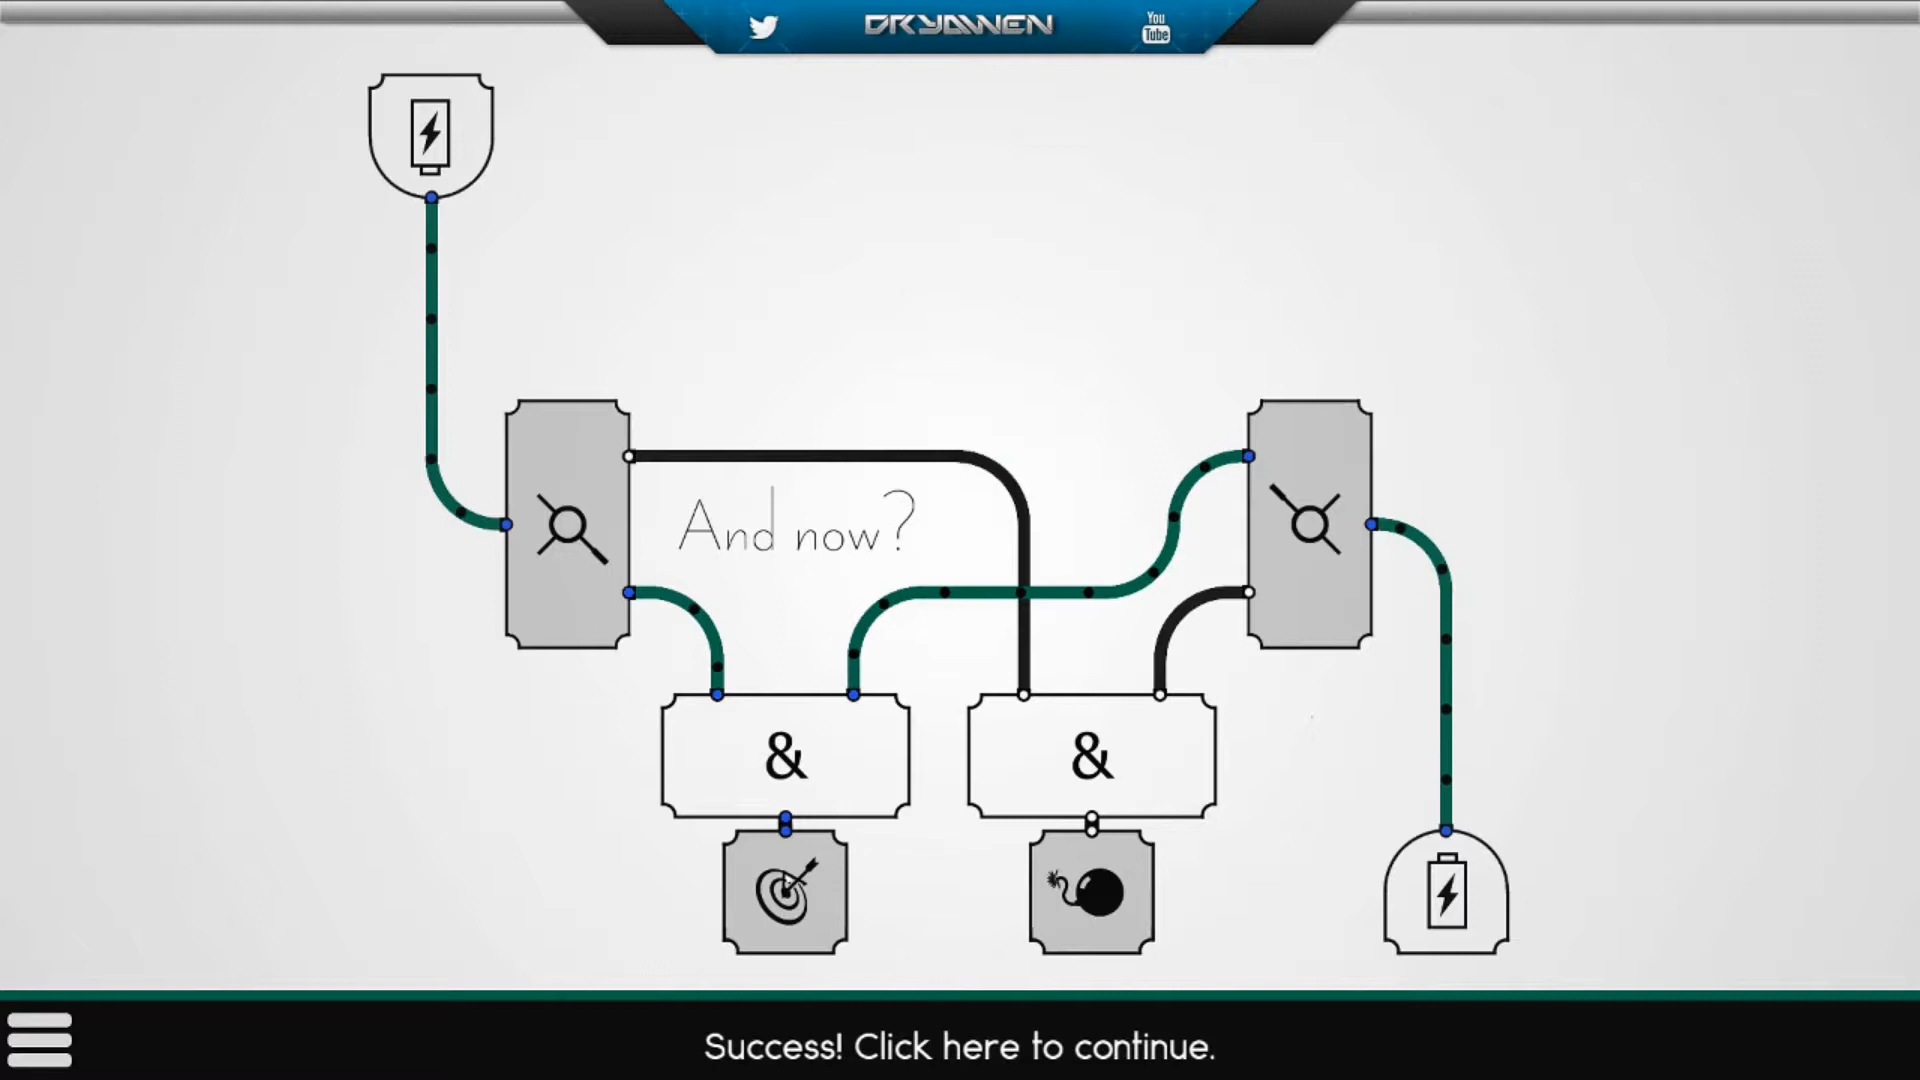 DRYAWEN
You
Tube
And now?
&
&
Success! Click here to continue.